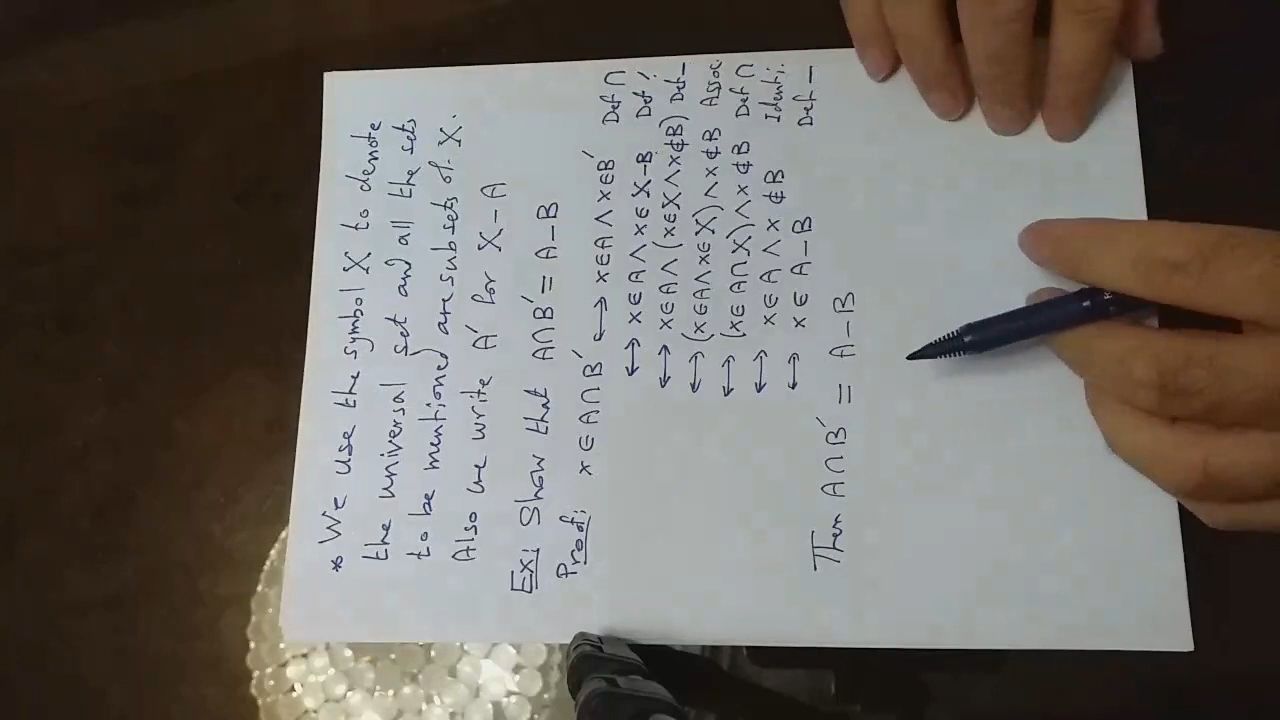 * We use the symbol X to denote
the universal set and all the sets
to be mentioned are subsets of X.
Also we write A′ for X − A
Ex: Show that A∩B′ = A−B
Proof: x∈A∩B′ ⟷ x∈A ∧ x∈B′ Def ∩
⟷ x∈A ∧ x∈X−B Def ′
⟷ x∈A ∧ (x∈X ∧ x∉B) Def −
⟷ (x∈A ∧ x∈X) ∧ x∉B Assoc
⟷ (x∈A∩X) ∧ x∉B Def ∩
⟷ x∈A ∧ x∉B Identi.
⟷ x∈A−B Def −
Then A∩B′ = A−B